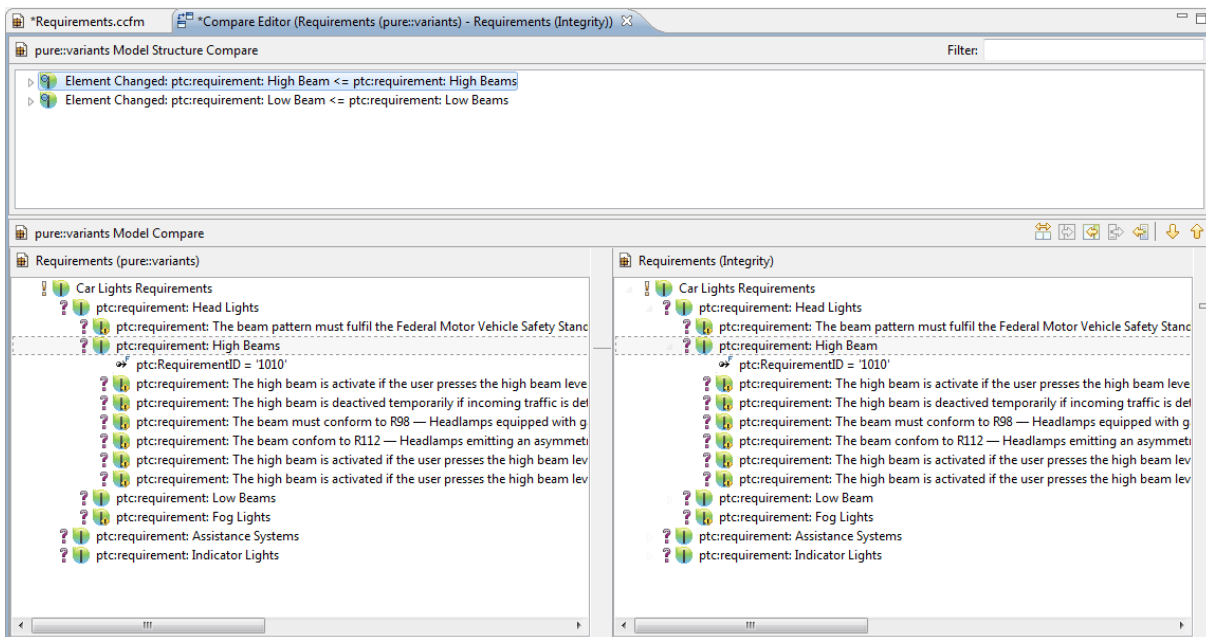 *Requirements.ccfm
*Compare Editor (Requirements (pure::variants) - Requirements (Integrity))
pure::variants Model Structure Compare
Filter:
Element Changed: ptc:requirement: High Beam <= ptc:requirement: High Beams
Element Changed: ptc:requirement: Low Beam <= ptc:requirement: Low Beams
pure::variants Model Compare
Requirements (pure::variants)
Car Lights Requirements
ptc:requirement: Head Lights
ptc:requirement: The beam pattern must fulfil the Federal Motor Vehicle Safety Stanc
ptc:requirement: High Beams
ptc:RequirementID = '1010'
ptc:requirement: The high beam is activate if the user presses the high beam leve
ptc:requirement: The high beam is deactived temporarily if incoming traffic is det
ptc:requirement: The beam must conform to R98 — Headlamps equipped with g
ptc:requirement: The beam confom to R112 — Headlamps emitting an asymmetr
ptc:requirement: The high beam is activated if the user presses the high beam lev
ptc:requirement: The high beam is activated if the user presses the high beam lev
ptc:requirement: Low Beams
ptc:requirement: Fog Lights
ptc:requirement: Assistance Systems
ptc:requirement: Indicator Lights
Requirements (Integrity)
Car Lights Requirements
ptc:requirement: Head Lights
ptc:requirement: The beam pattern must fulfil the Federal Motor Vehicle Safety Stanc
ptc:requirement: High Beam
ptc:RequirementID = '1010'
ptc:requirement: The high beam is activate if the user presses the high beam leve
ptc:requirement: The high beam is deactived temporarily if incoming traffic is det
ptc:requirement: The beam must conform to R98 — Headlamps equipped with g
ptc:requirement: The beam confom to R112 — Headlamps emitting an asymmetr
ptc:requirement: The high beam is activated if the user presses the high beam lev
ptc:requirement: The high beam is activated if the user presses the high beam lev
ptc:requirement: Low Beam
ptc:requirement: Fog Lights
ptc:requirement: Assistance Systems
ptc:requirement: Indicator Lights